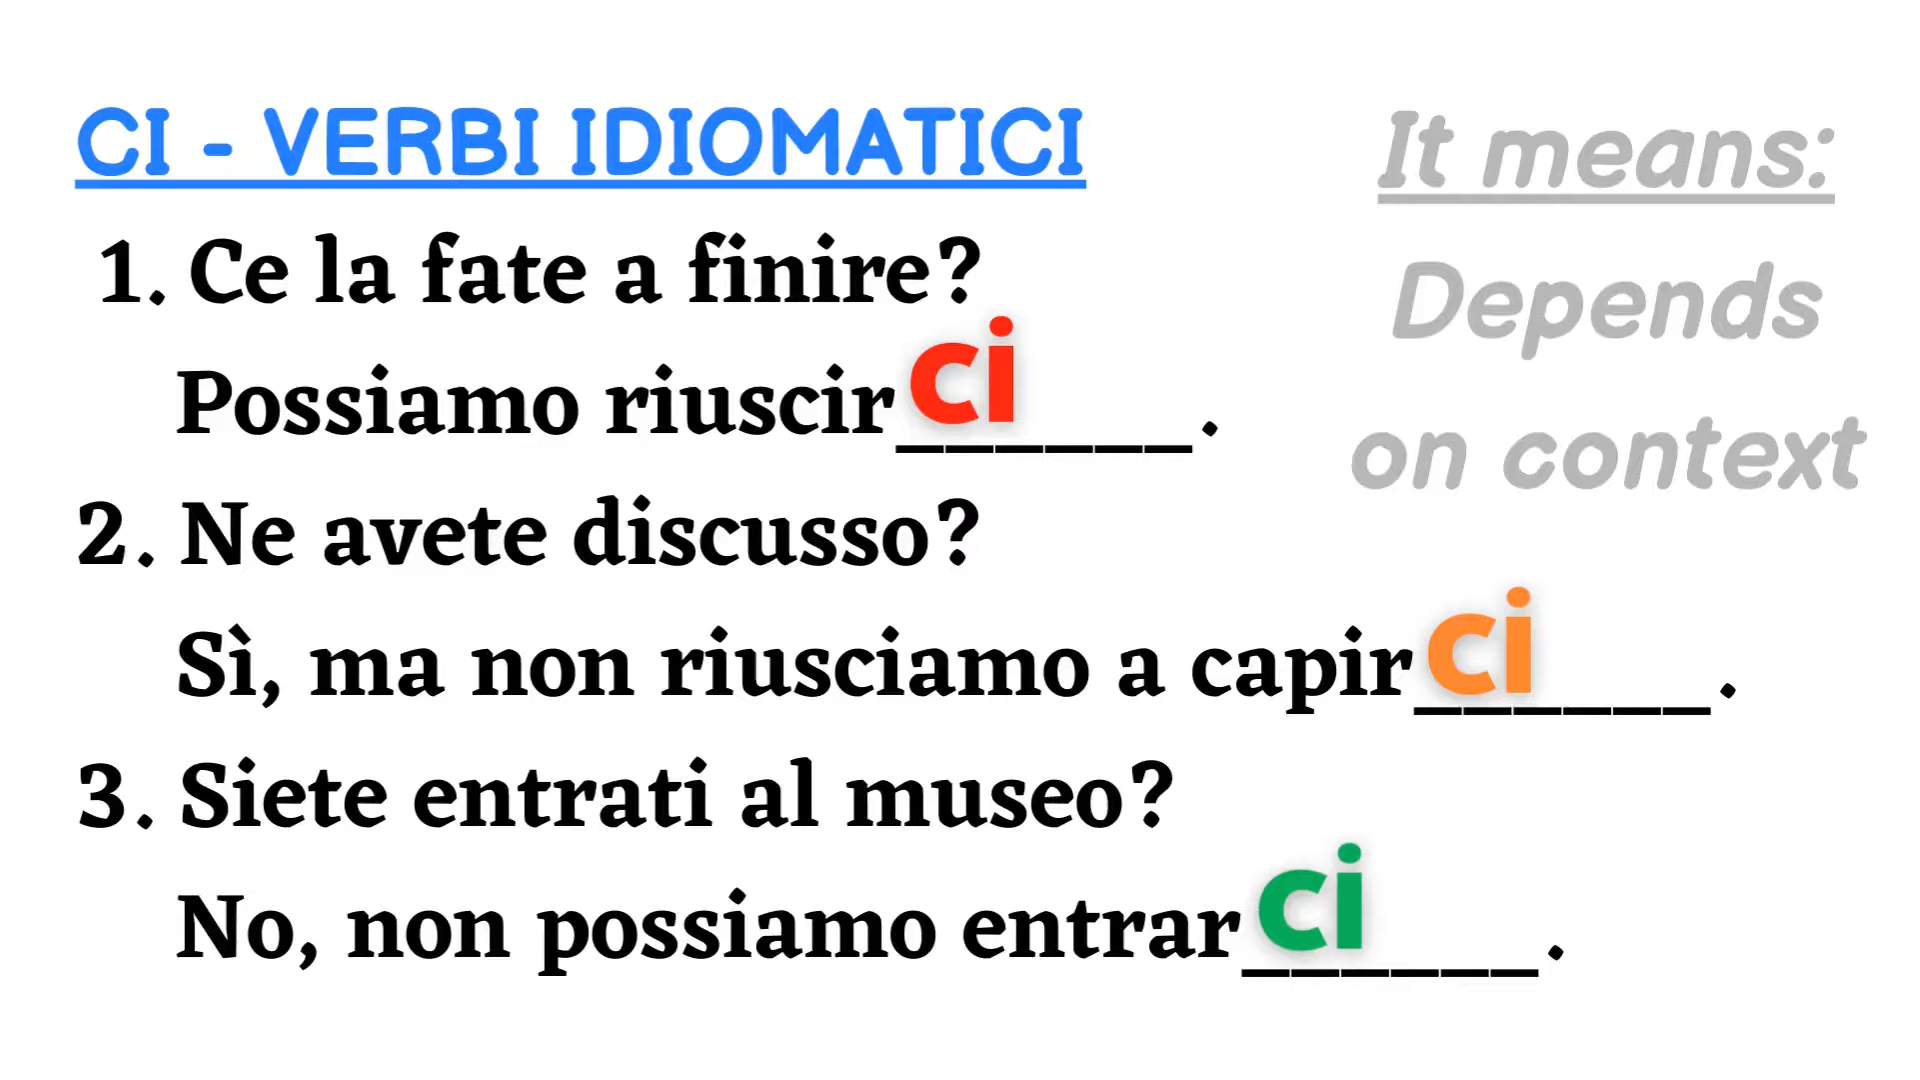 CI - VERBI IDIOMATICI
It means:
Depends
on context
1. Ce la fate a finire?
Possiamo riuscirci______.
2. Ne avete discusso?
Sì, ma non riusciamo a capirci______.
3. Siete entrati al museo?
No, non possiamo entrarci______.